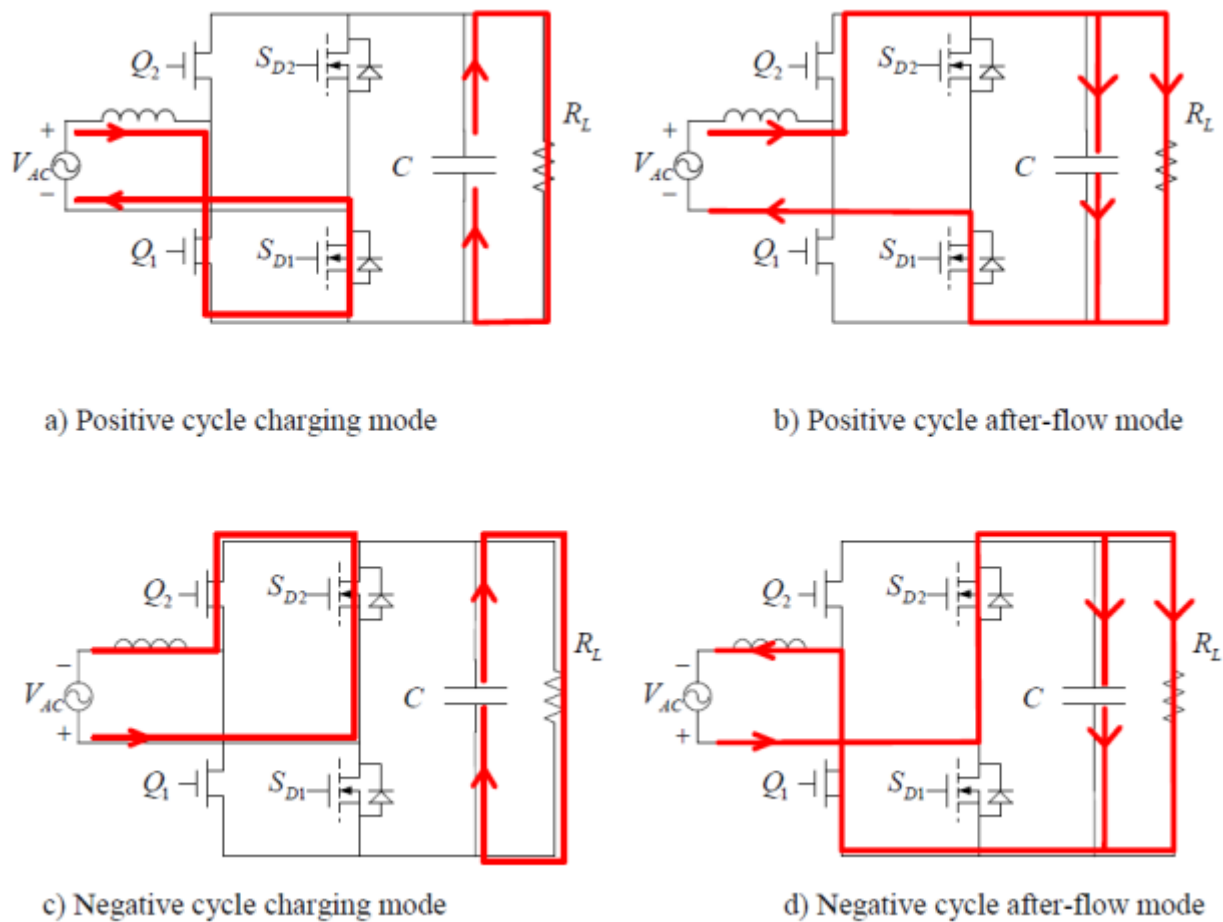 Q2
SD2
+
VAC
−
C
RL
Q1
SD1
a) Positive cycle charging mode
Q2
SD2
+
VAC
−
C
RL
Q1
SD1
b) Positive cycle after-flow mode
Q2
SD2
−
VAC
+
C
RL
Q1
SD1
c) Negative cycle charging mode
Q2
SD2
−
VAC
+
C
RL
Q1
SD1
d) Negative cycle after-flow mode